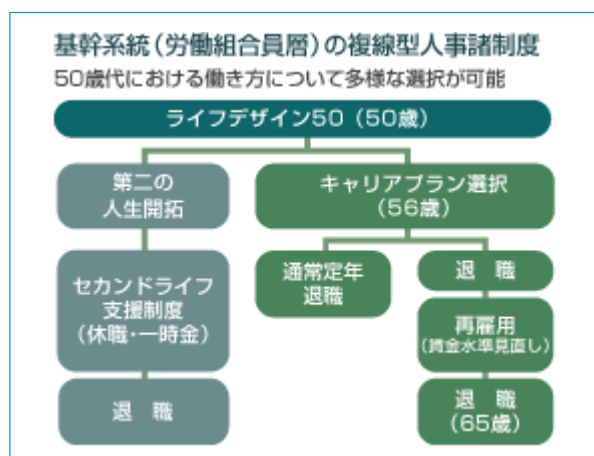 基幹系統(労働組合員層)の複線型人事諸制度
50歳代における働き方について多様な選択が可能
ライフデザイン50(50歳)
第二の
人生開拓
キャリアプラン選択
(56歳)
セカンドライフ
支援制度
(休職・一時金)
通常定年
退職
退 職
再雇用
(賃金水準見直し)
退 職
退 職
(65歳)